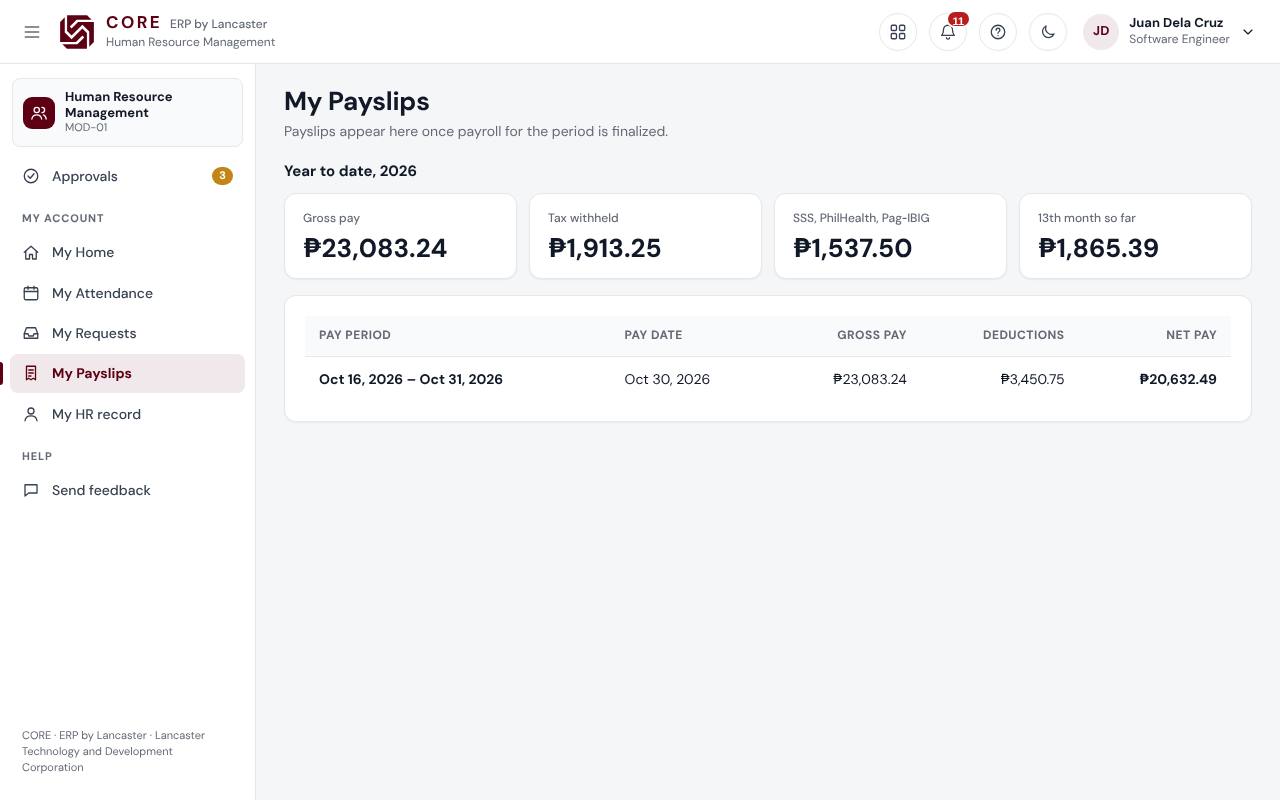 CORE ERP by Lancaster
Human Resource Management
11
JD
Juan Dela Cruz
Software Engineer
Human Resource
Management
MOD-01
Approvals 3
MY ACCOUNT
My Home
My Attendance
My Requests
My Payslips
My HR record
HELP
Send feedback
CORE · ERP by Lancaster · Lancaster
Technology and Development
Corporation
My Payslips
Payslips appear here once payroll for the period is finalized.
Year to date, 2026
Gross pay
₱23,083.24
Tax withheld
₱1,913.25
SSS, PhilHealth, Pag-IBIG
₱1,537.50
13th month so far
₱1,865.39
PAY PERIOD PAY DATE GROSS PAY DEDUCTIONS NET PAY
Oct 16, 2026 – Oct 31, 2026 Oct 30, 2026 ₱23,083.24 ₱3,450.75 ₱20,632.49